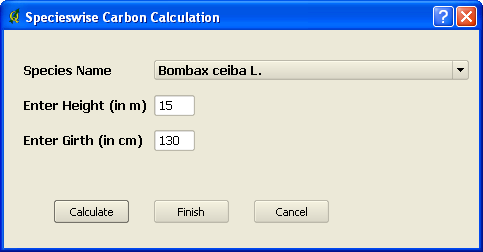 Specieswise Carbon Calculation
Species Name Bombax ceiba L.
Enter Height (in m) 15
Enter Girth (in cm) 130
Calculate Finish Cancel